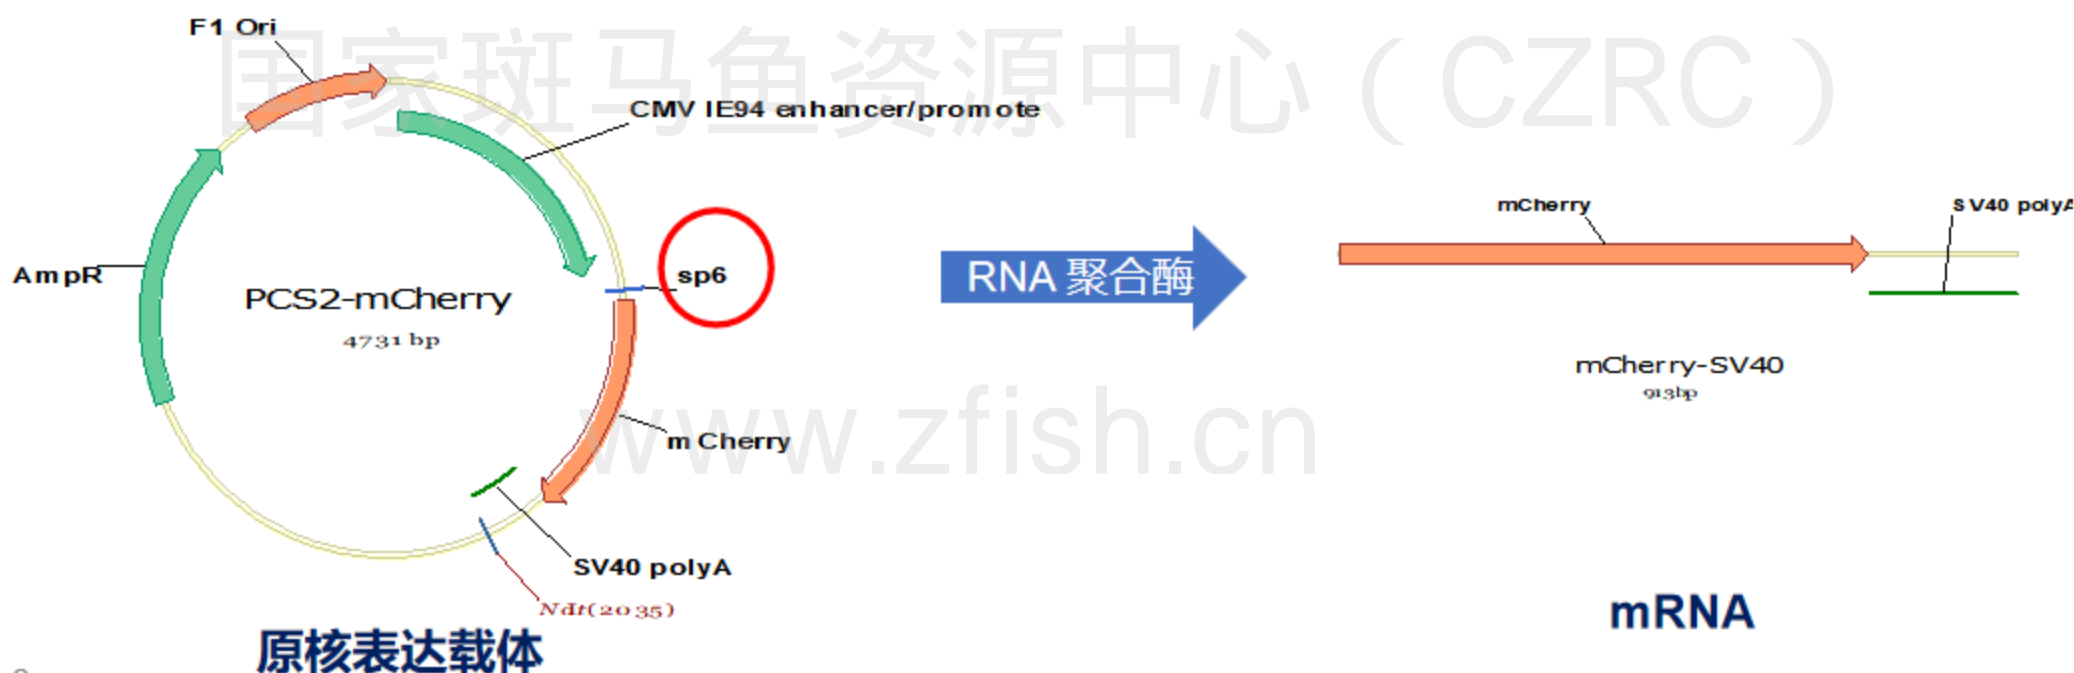 国家斑马鱼资源中心（CZRC）
F1 Ori
CMV IE94 enhancer/promote
mCherry
SV40 polyA
AmpR
sp6
RNA 聚合酶
PCS2-mCherry
4731 bp
mCherry-SV40
913bp
www.zfish.cn
m Cherry
SV40 polyA
Ndt(2035)
mRNA
原核表达载体